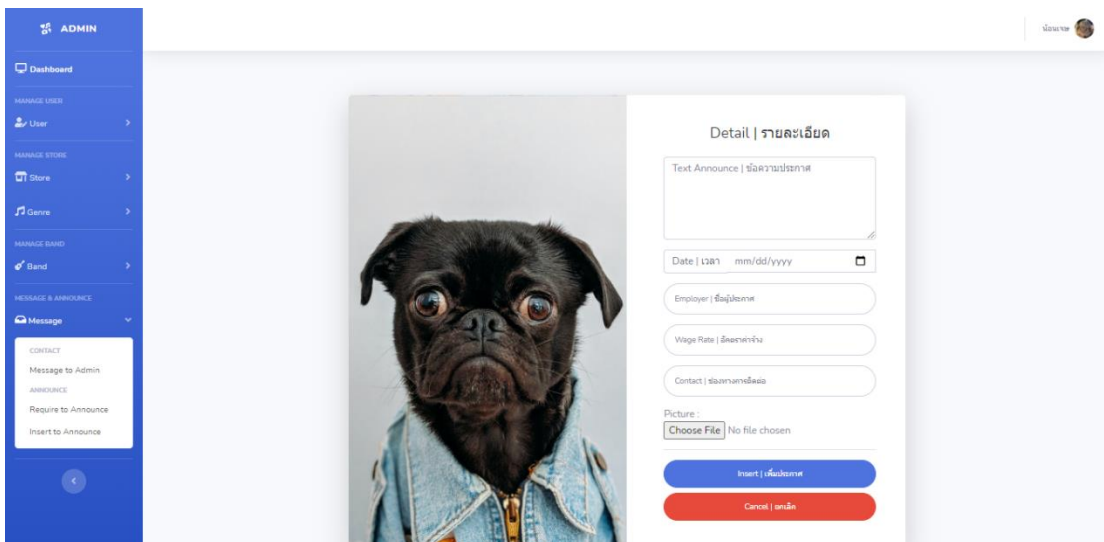 ADMIN
น้อนเจษ
Dashboard
MANAGE USER
User
MANAGE STORE
Store
Genre
MANAGE BAND
Band
MESSAGE & ANNOUNCE
Message
CONTACT
Message to Admin
ANNOUNCE
Require to Announce
Insert to Announce
Detail | รายละเอียด
Text Announce | ข้อความประกาศ
Date | เวลา mm/dd/yyyy
Employer | ชื่อผู้ประกาศ
Wage Rate | อัตราค่าจ้าง
Contact | ช่องทางการติดต่อ
Picture :
Choose File No file chosen
Insert | เพิ่มประกาศ
Cancel | ยกเลิก